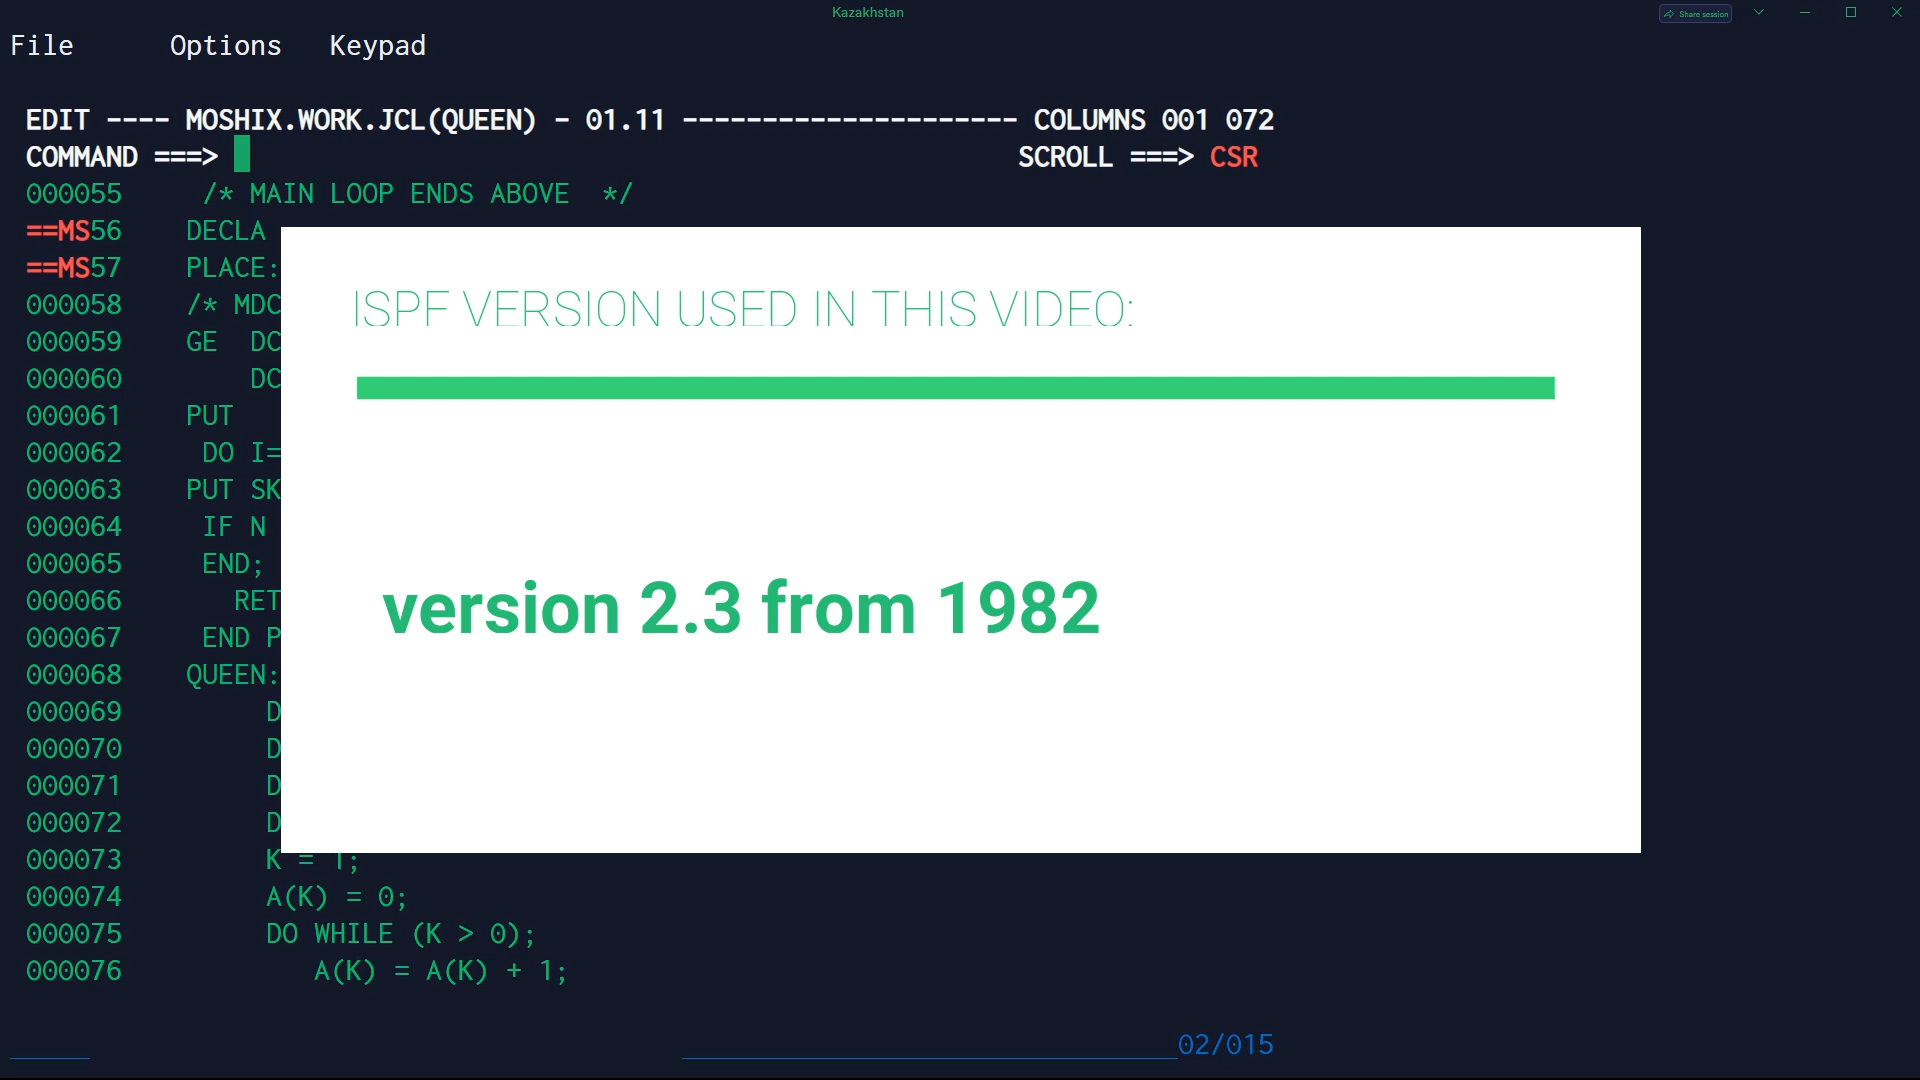 Kazakhstan
Share session
File Options Keypad
EDIT ---- MOSHIX.WORK.JCL(QUEEN) - 01.11 --------------------- COLUMNS 001 072
COMMAND ===> SCROLL ===> CSR
000055 /* MAIN LOOP ENDS ABOVE */
==MS56 DECLA
==MS57 PLACE:
000058 /* MDC
000059 GE DC
000060 DC
000061 PUT
000062 DO I=
000063 PUT SK
000064 IF N
000065 END;
000066 RET
000067 END P
000068 QUEEN:
000069 D
000070 D
000071 D
000072 D
000073 K = 1;
000074 A(K) = 0;
000075 DO WHILE (K > 0);
000076 A(K) = A(K) + 1;
ISPF VERSION USED IN THIS VIDEO:
version 2.3 from 1982
02/015